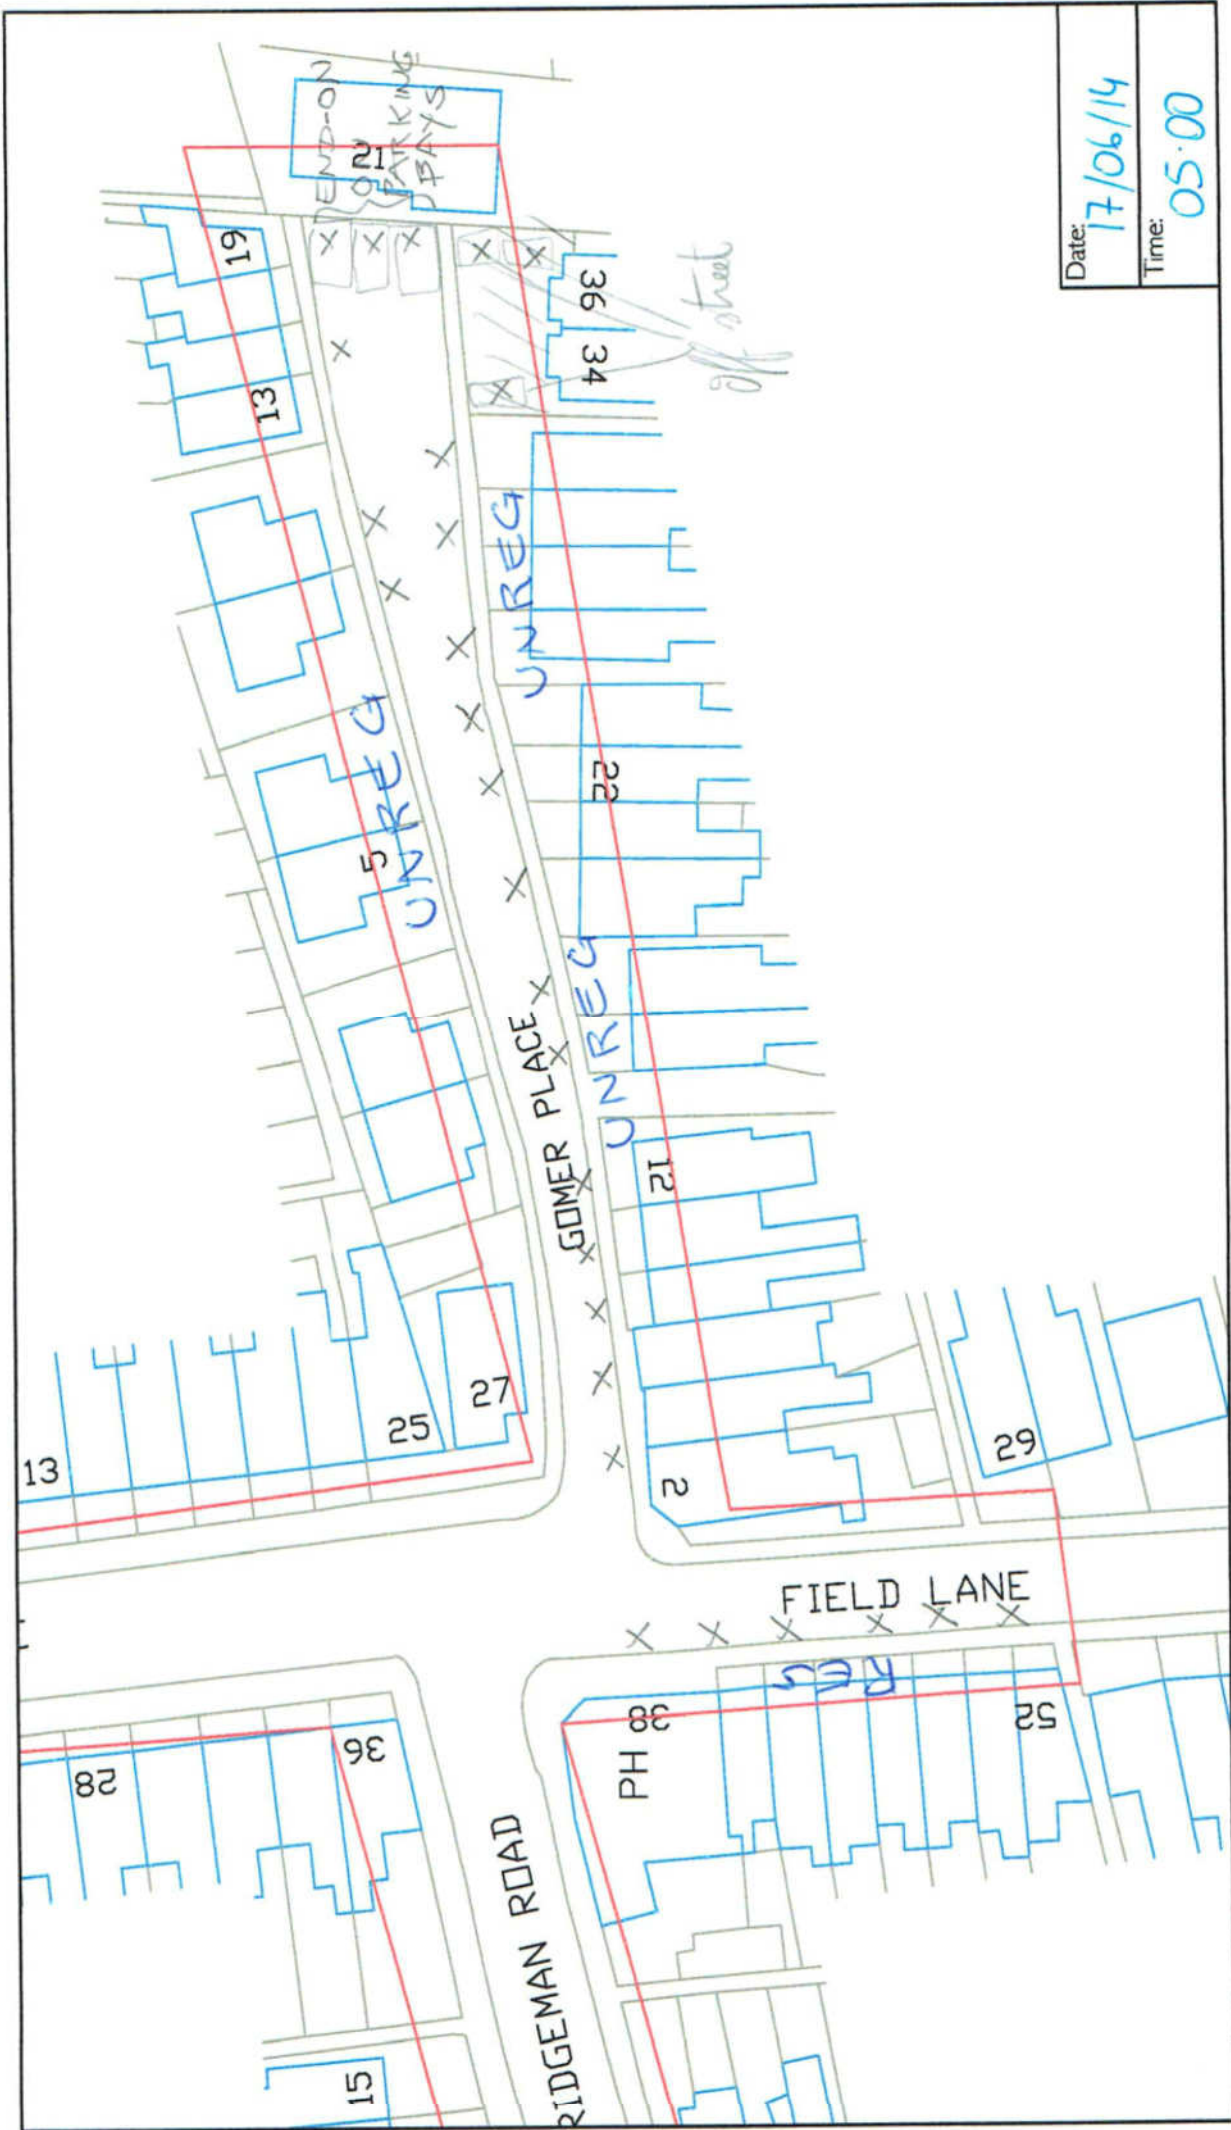 END-ON
ON
PARKING
BAYS
21
19
13
36
34
off street
UNREG
UNREG
5
22
GOMER PLACE
UNREG
12
27
25
13
2
29
FIELD LANE
RES
38
52
PH
36
28
RIDGEMAN ROAD
15
Date:
17/06/14
Time:
05:00